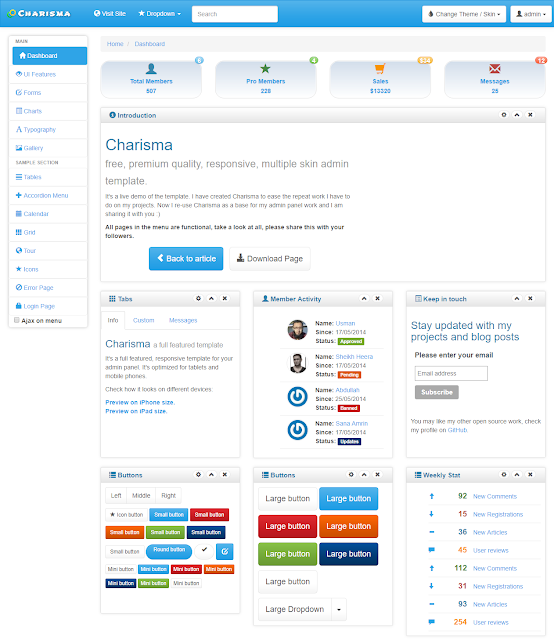 CHARISMA
Visit Site
Dropdown
Search
Change Theme / Skin
admin
MAIN
Dashboard
UI Features
Forms
Charts
Typography
Gallery
SAMPLE SECTION
Tables
Accordion Menu
Calendar
Grid
Tour
Icons
Error Page
Login Page
Ajax on menu
Home / Dashboard
6
Total Members
507
4
Pro Members
228
$34
Sales
$13320
12
Messages
25
Introduction
Charisma
free, premium quality, responsive, multiple skin admin
template.
It's a live demo of the template. I have created Charisma to ease the repeat work I have to
do on my projects. Now I re-use Charisma as a base for my admin panel work and I am
sharing it with you :)
All pages in the menu are functional, take a look at all, please share this with your
followers.
Back to article
Download Page
Tabs
Info
Custom
Messages
Charisma a full featured template
It's a full featured, responsive template for your
admin panel. It's optimized for tablets and
mobile phones.
Check how it looks on different devices:
Preview on iPhone size.
Preview on iPad size.
Member Activity
Name: Usman
Since: 17/05/2014
Status: Approved
Name: Sheikh Heera
Since: 17/05/2014
Status: Pending
Name: Abdullah
Since: 25/05/2014
Status: Banned
Name: Sana Amrin
Since: 17/05/2014
Status: Updates
Keep in touch
Stay updated with my
projects and blog posts
Please enter your email
Email address
Subscribe
You may like my other open source work, check
my profile on GitHub
Buttons
Left
Middle
Right
Icon button
Small button
Small button
Small button
Small button
Small button
Small button
Round button
Mini button
Mini button
Mini button
Mini button
Mini button
Mini button
Mini button
Buttons
Large button
Large button
Large button
Large button
Large button
Large button
Large button
Large Dropdown
Weekly Stat
92 New Comments
15 New Registrations
36 New Articles
45 User reviews
112 New Comments
31 New Registrations
93 New Articles
254 User reviews